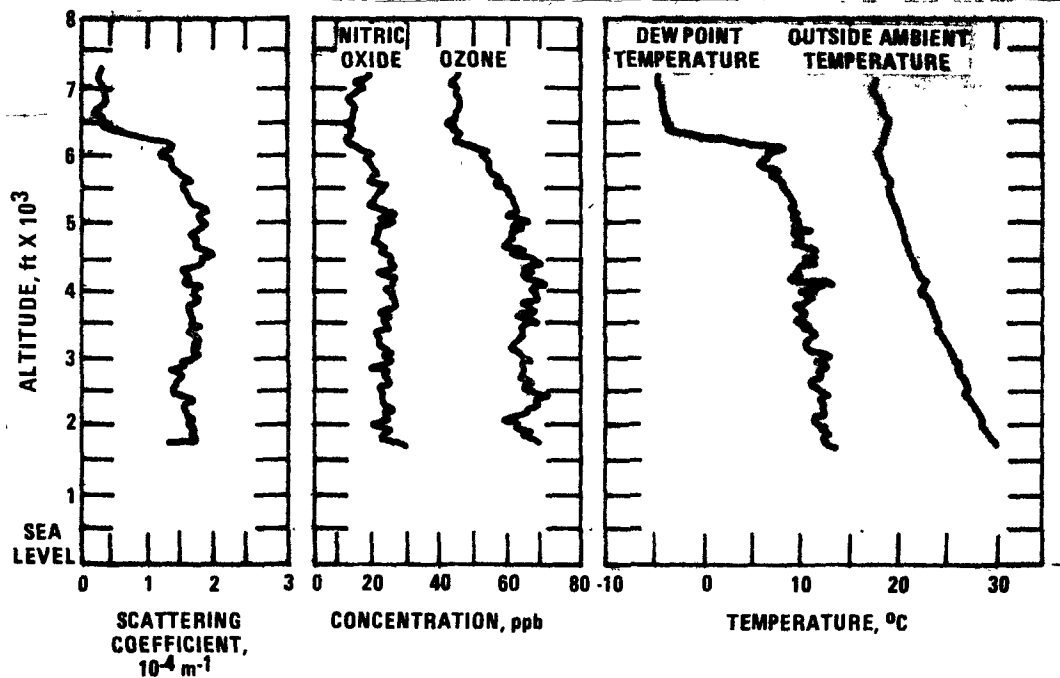 8
7
6
5
4
3
2
1
SEA
LEVEL
ALTITUDE, ft X 10³
0 1 2 3
SCATTERING
COEFFICIENT,
10⁻⁴ m⁻¹
NITRIC
OXIDE
OZONE
0 20 40 60 80
CONCENTRATION, ppb
DEW POINT
TEMPERATURE
OUTSIDE AMBIENT
TEMPERATURE
-10 0 10 20 30
TEMPERATURE, °C